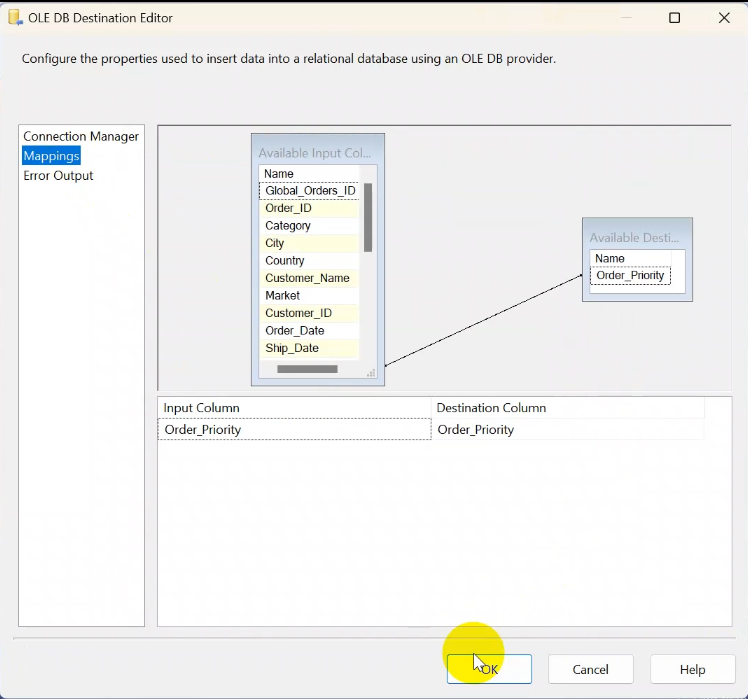 OLE DB Destination Editor
Configure the properties used to insert data into a relational database using an OLE DB provider.
Connection Manager
Mappings
Error Output
Available Input Col...
Name
Global_Orders_ID
Order_ID
Category
City
Country
Customer_Name
Market
Customer_ID
Order_Date
Ship_Date
Available Desti...
Name
Order_Priority
Input Column Destination Column
Order_Priority Order_Priority
OK Cancel Help